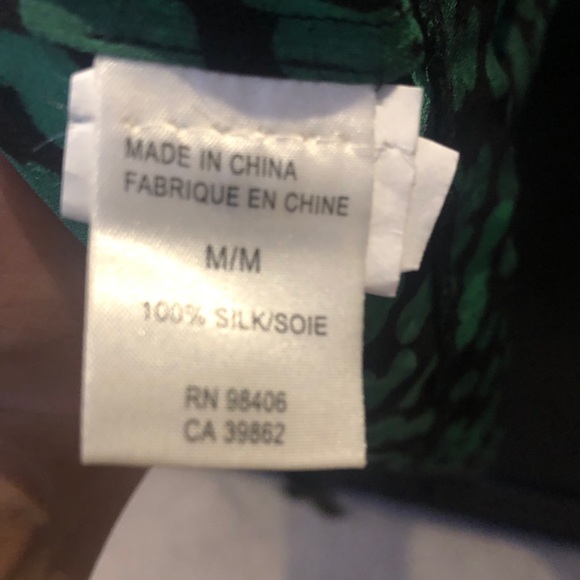 MADE IN CHINA
FABRIQUE EN CHINE
M/M
100% SILK/SOIE
RN 98406
CA 39862